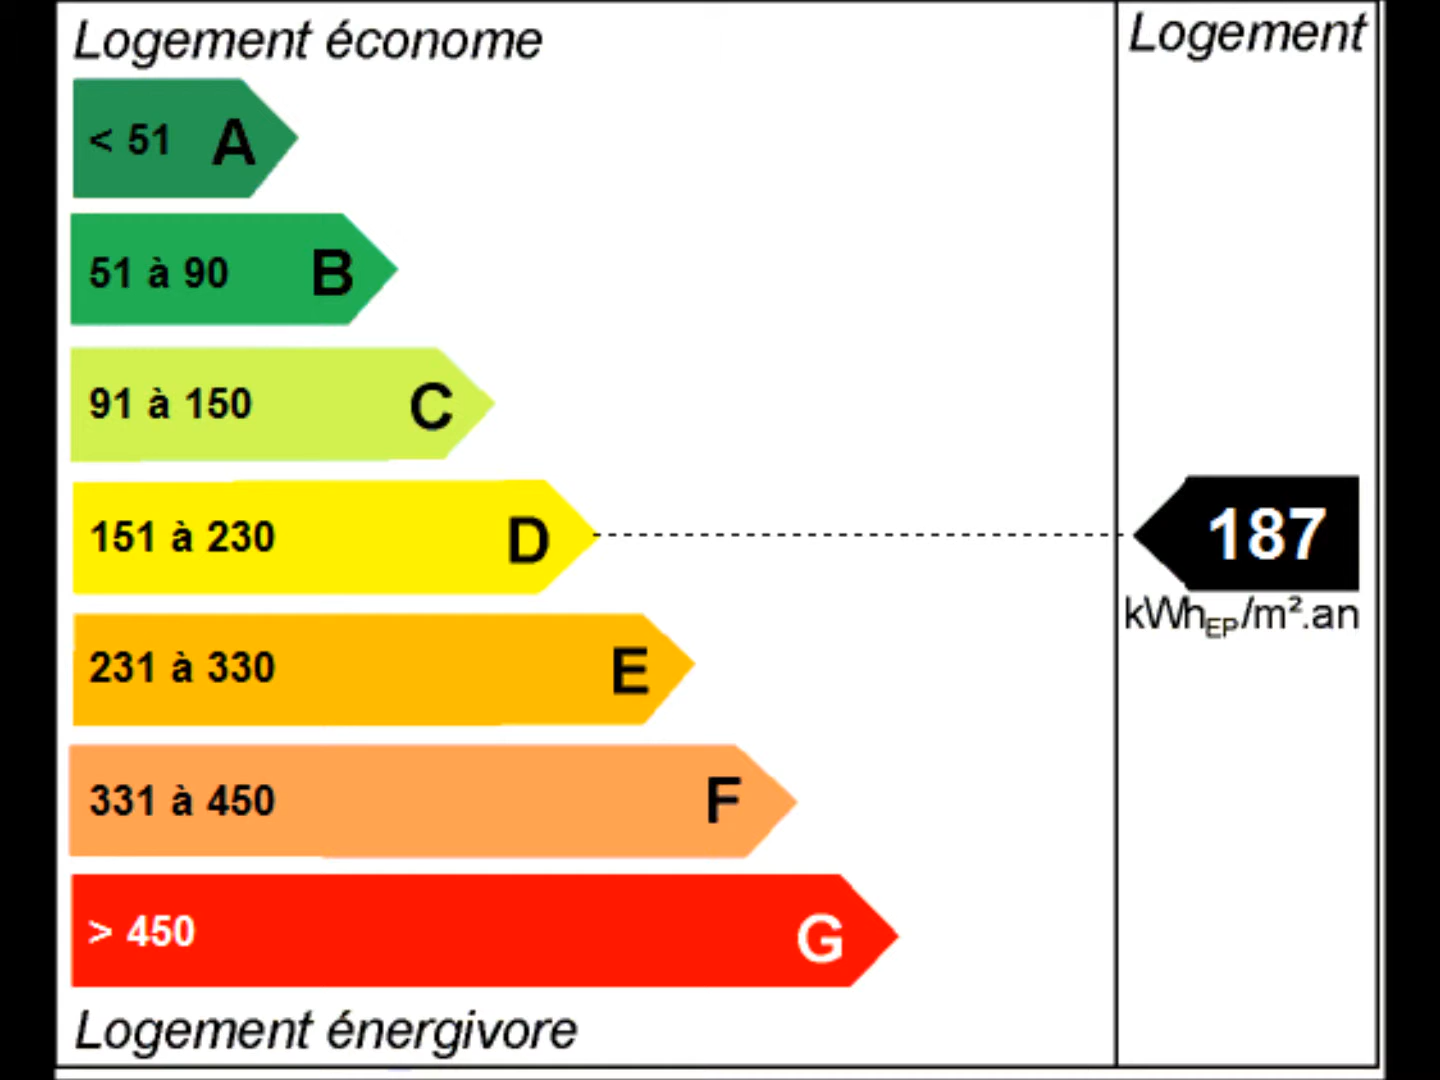 Logement économe
Logement
< 51 A
51 à 90 B
91 à 150 C
151 à 230 D
187
kWhEP/m².an
231 à 330 E
331 à 450 F
> 450 G
Logement énergivore